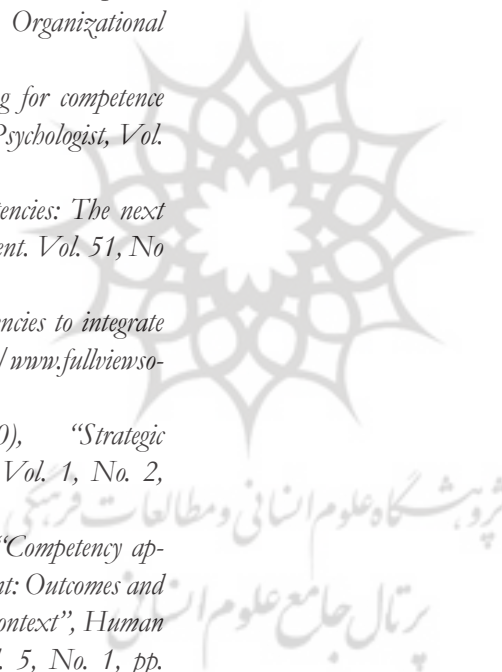 Organizational
g for competence
Psychologist, Vol.
tencies: The next
ent. Vol. 51, No
encies to integrate
/ www.fullviewso-
0), “Strategic
Vol. 1, No. 2,
“Competency ap-
nt: Outcomes and
ontext”, Human
l. 5, No. 1, pp.
پژوهشگاه علوم انسانی و مطالعات فرهنگی
پرتال جامع علوم انسانی